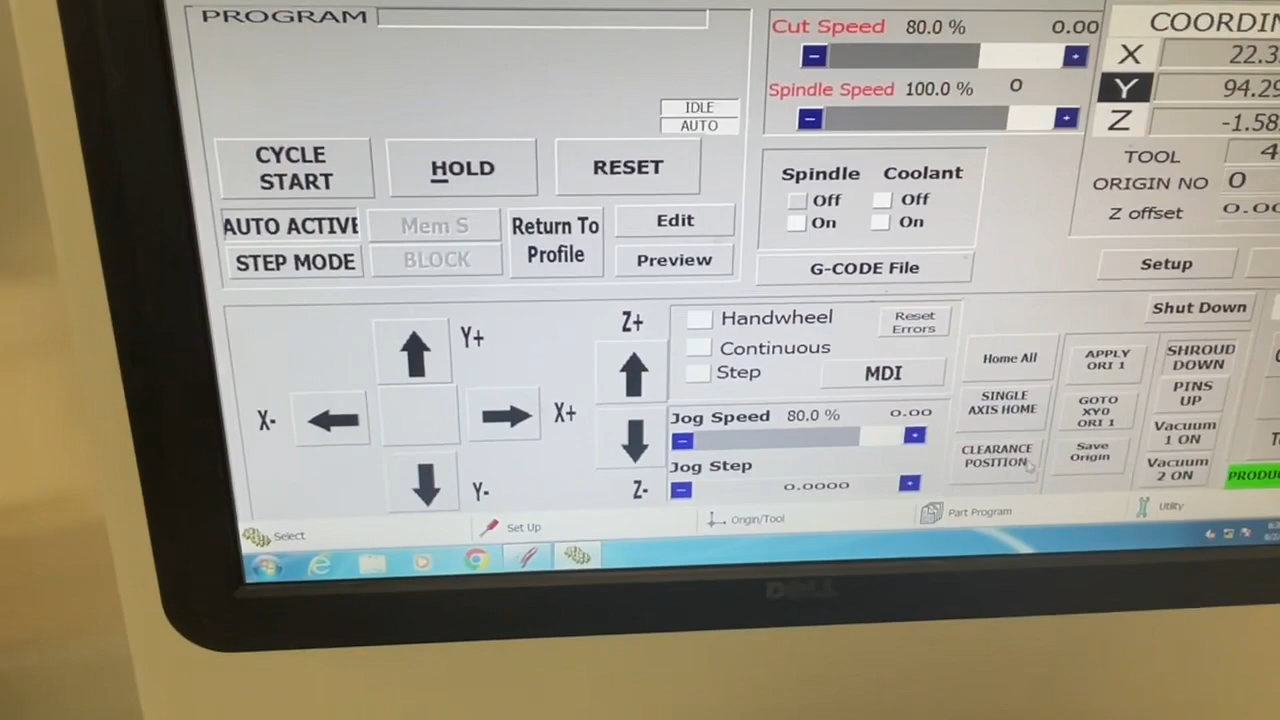 PROGRAM
IDLE
AUTO
CYCLE
START
HOLD
RESET
AUTO ACTIVE
Mem S
Return To
Profile
Edit
STEP MODE
BLOCK
Preview
Cut Speed 80.0 % 0.00
-
+
Spindle Speed 100.0 % 0
-
+
Spindle Coolant
Off Off
On On
G-CODE File
X 22.3
Y 94.29
Z -1.58
TOOL 4
ORIGIN NO 0
Z offset
Setup
Shut Down
Y+
X-
X+
Y-
Z+
Z-
Handwheel
Continuous
Step
Reset
Errors
MDI
Jog Speed 80.0 % 0.00
-
+
Jog Step
- 0.0000 +
Home All
SINGLE
AXIS HOME
CLEARANCE
POSITION
APPLY
ORI 1
GOTO
XY0
ORI 1
Save
Origin
SHROUD
DOWN
PINS
UP
Vacuum
1 ON
Vacuum
2 ON
Select
Set Up
Origin/Tool
Part Program
Utility
DELL